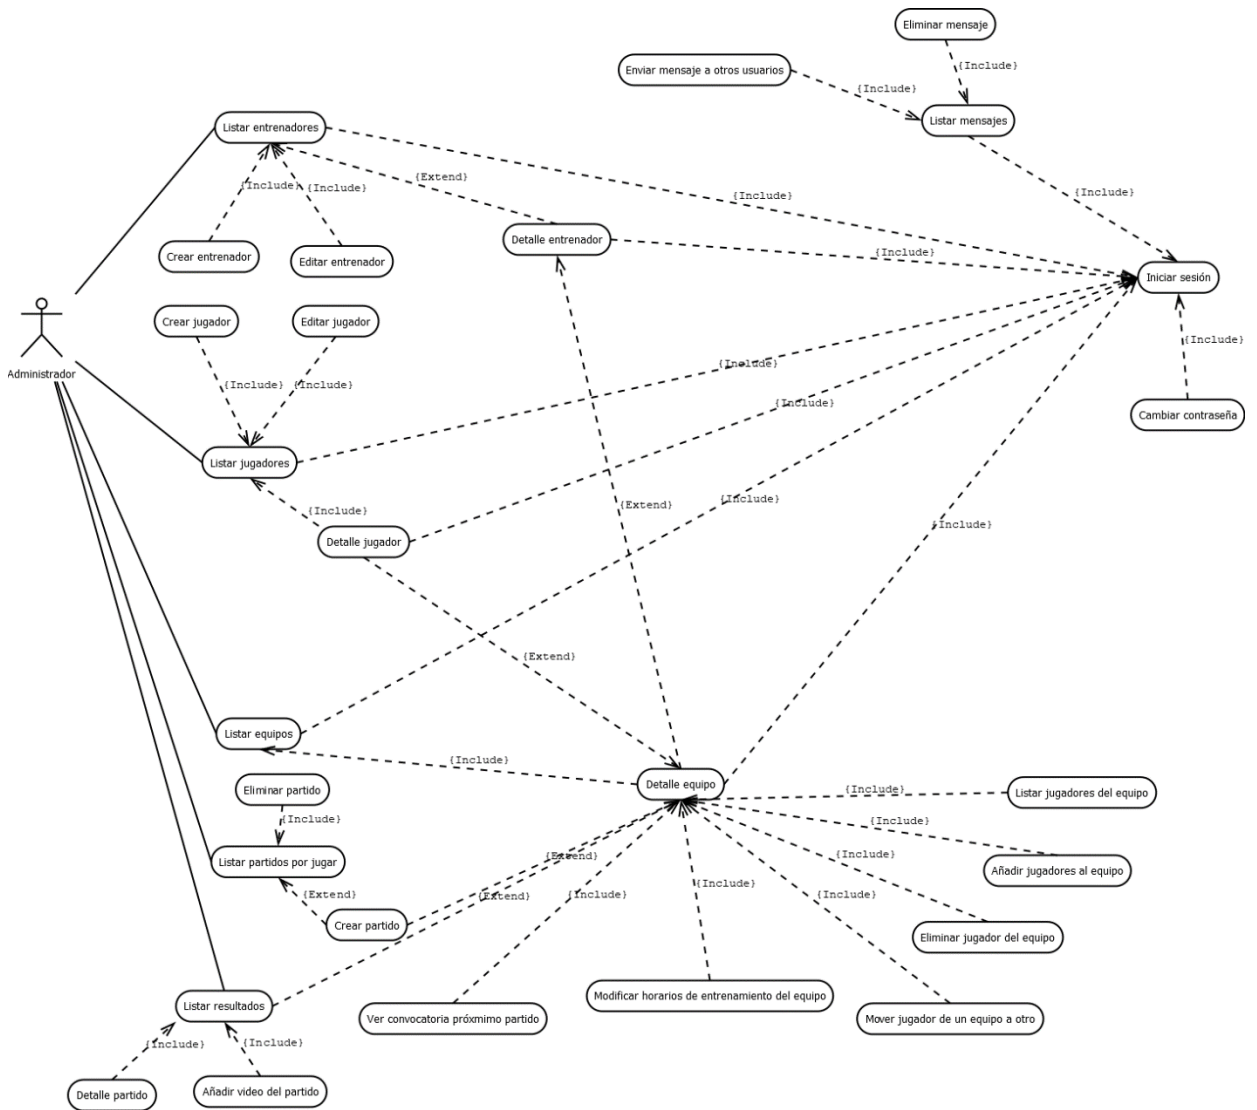 Eliminar mensaje
{Include}
Enviar mensaje a otros usuarios
{Include}
Listar mensajes
Listar entrenadores
{Include}
{Include}
{Extend}
{Include}
{Include}
Crear entrenador
Editar entrenador
Detalle entrenador
{Include}
Iniciar sesión
Crear jugador
Editar jugador
Administrador
{Include}
{Include}
{Include}
{Include}
{Include}
Cambiar contraseña
Listar jugadores
{Include}
Detalle jugador
{Extend}
{Include}
{Include}
{Extend}
Listar equipos
{Include}
Detalle equipo
Eliminar partido
{Include}
Listar partidos por jugar
{Extend}
Crear partido
{Extend}
{Extend}
{Include}
{Include}
{Include}
{Include}
{Include}
{Include}
Listar jugadores del equipo
Añadir jugadores al equipo
Eliminar jugador del equipo
Mover jugador de un equipo a otro
Modificar horarios de entrenamiento del equipo
Ver convocatoria próxmimo partido
Listar resultados
{Include}
{Include}
Detalle partido
Añadir video del partido